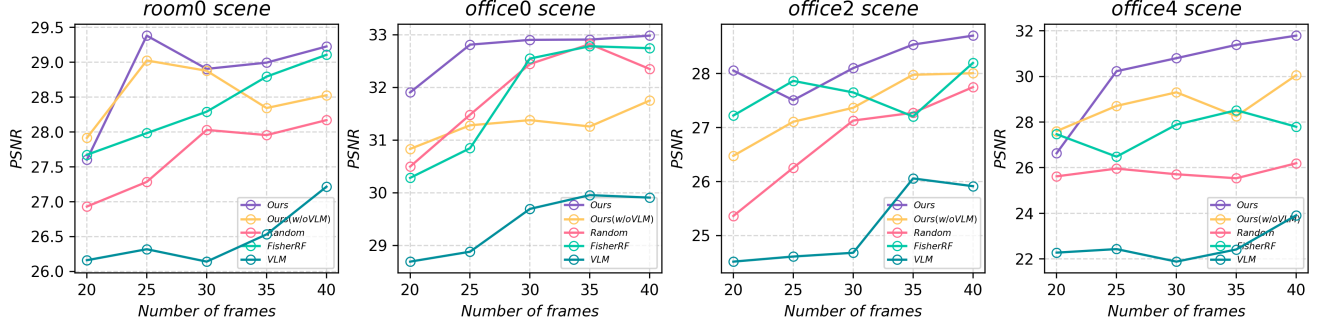 room0 scene
29.5
29.0
28.5
28.0
27.5
27.0
26.5
26.0
PSNR
20 25 30 35 40
Number of frames
Ours
Ours(w/oVLM)
Random
FisherRF
VLM
office0 scene
33
32
31
30
29
PSNR
20 25 30 35 40
Number of frames
Ours
Ours(w/oVLM)
Random
FisherRF
VLM
office2 scene
28
27
26
25
PSNR
20 25 30 35 40
Number of frames
Ours
Ours(w/oVLM)
Random
FisherRF
VLM
office4 scene
32
30
28
26
24
22
PSNR
20 25 30 35 40
Number of frames
Ours
Ours(w/oVLM)
Random
FisherRF
VLM